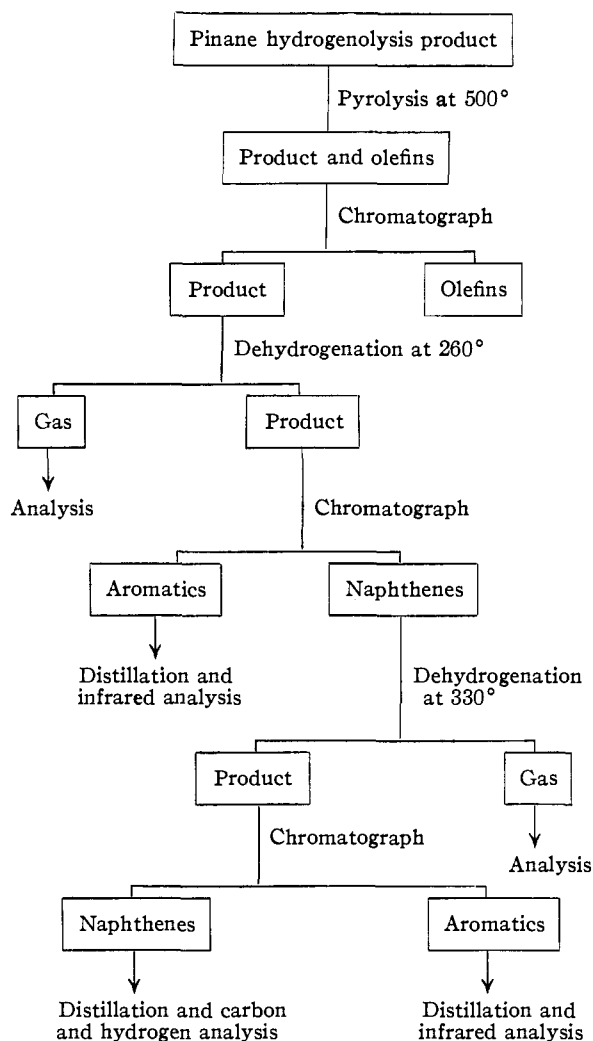 Pinane hydrogenolysis product
Pyrolysis at 500°
Product and olefins
Chromatograph
Product
Olefins
Dehydrogenation at 260°
Gas
Product
Analysis
Chromatograph
Aromatics
Naphthenes
Distillation and
infrared analysis
Dehydrogenation
at 330°
Product
Gas
Chromatograph
Analysis
Naphthenes
Aromatics
Distillation and carbon
and hydrogen analysis
Distillation and
infrared analysis